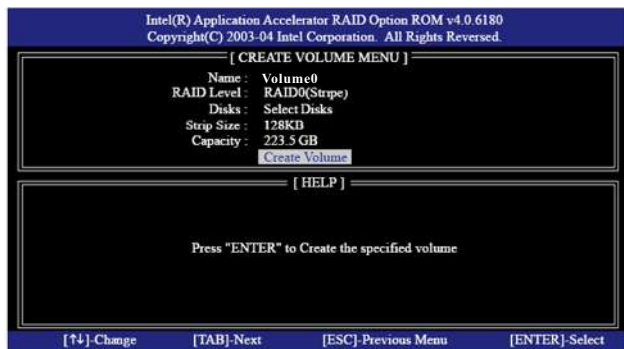 Intel(R) Application Accelerator RAID Option ROM v4.0.6180
Copyright(C) 2003-04 Intel Corporation. All Rights Reversed.
[ CREATE VOLUME MENU ]
Name : Volume0
RAID Level : RAID0(Stripe)
Disks : Select Disks
Strip Size : 128KB
Capacity : 223.5 GB
Create Volume
[ HELP ]
Press "ENTER" to Create the specified volume
[↑↓]-Change [TAB]-Next [ESC]-Previous Menu [ENTER]-Select